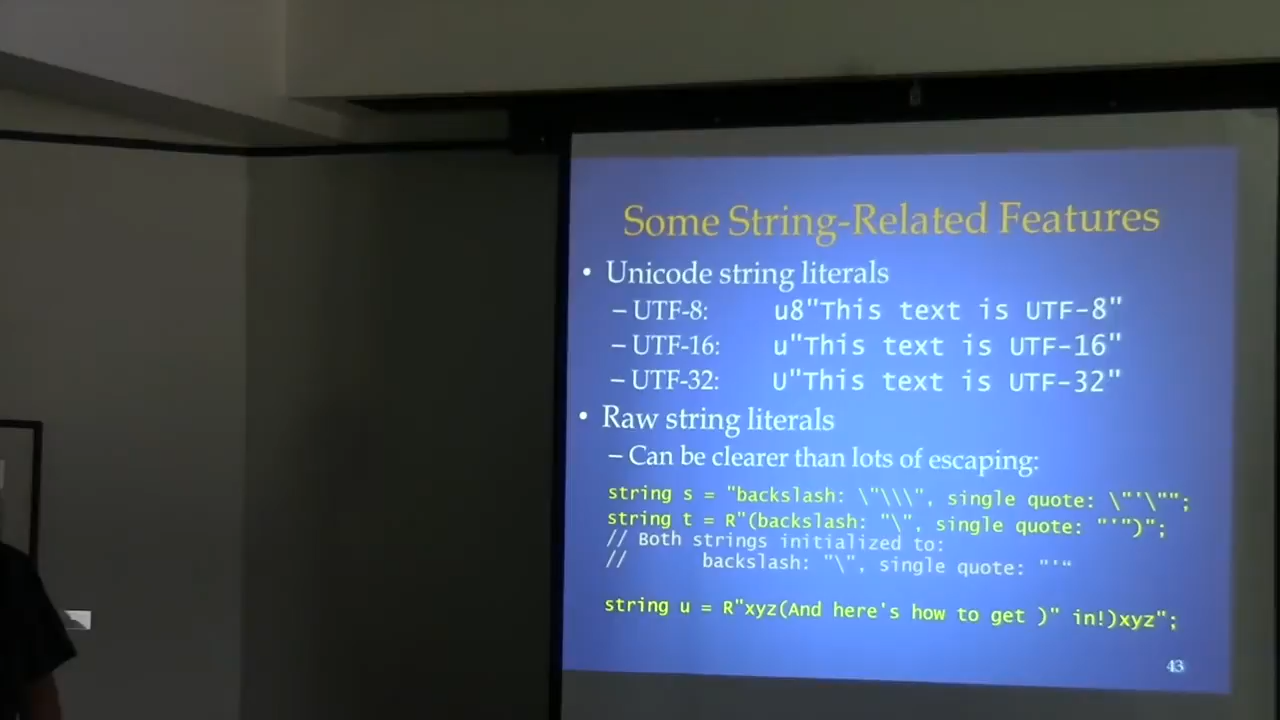 Some String-Related Features
• Unicode string literals
– UTF-8: u8"This text is UTF-8"
– UTF-16: u"This text is UTF-16"
– UTF-32: U"This text is UTF-32"
• Raw string literals
– Can be clearer than lots of escaping:
string s = "backslash: \"\\\", single quote: \"'\"";
string t = R"(backslash: "\", single quote: "'")";
// Both strings initialized to:
// backslash: "\", single quote: "'"
string u = R"xyz(And here's how to get )" in!)xyz";
43